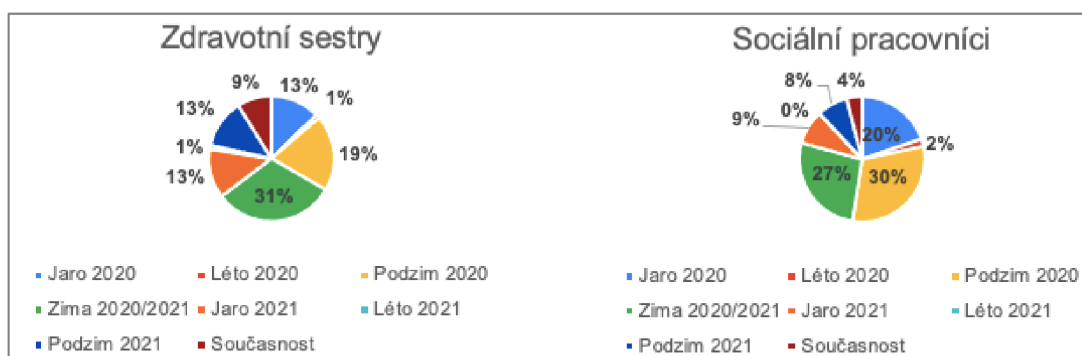 Zdravotní sestry
9%
13%
1%
13%
19%
1%
13%
31%
Jaro 2020
Léto 2020
Podzim 2020
Zima 2020/2021
Jaro 2021
Léto 2021
Podzim 2021
Současnost
Sociální pracovníci
8%
4%
0%
20%
2%
9%
27%
30%
Jaro 2020
Léto 2020
Podzim 2020
Zima 2020/2021
Jaro 2021
Léto 2021
Podzim 2021
Současnost